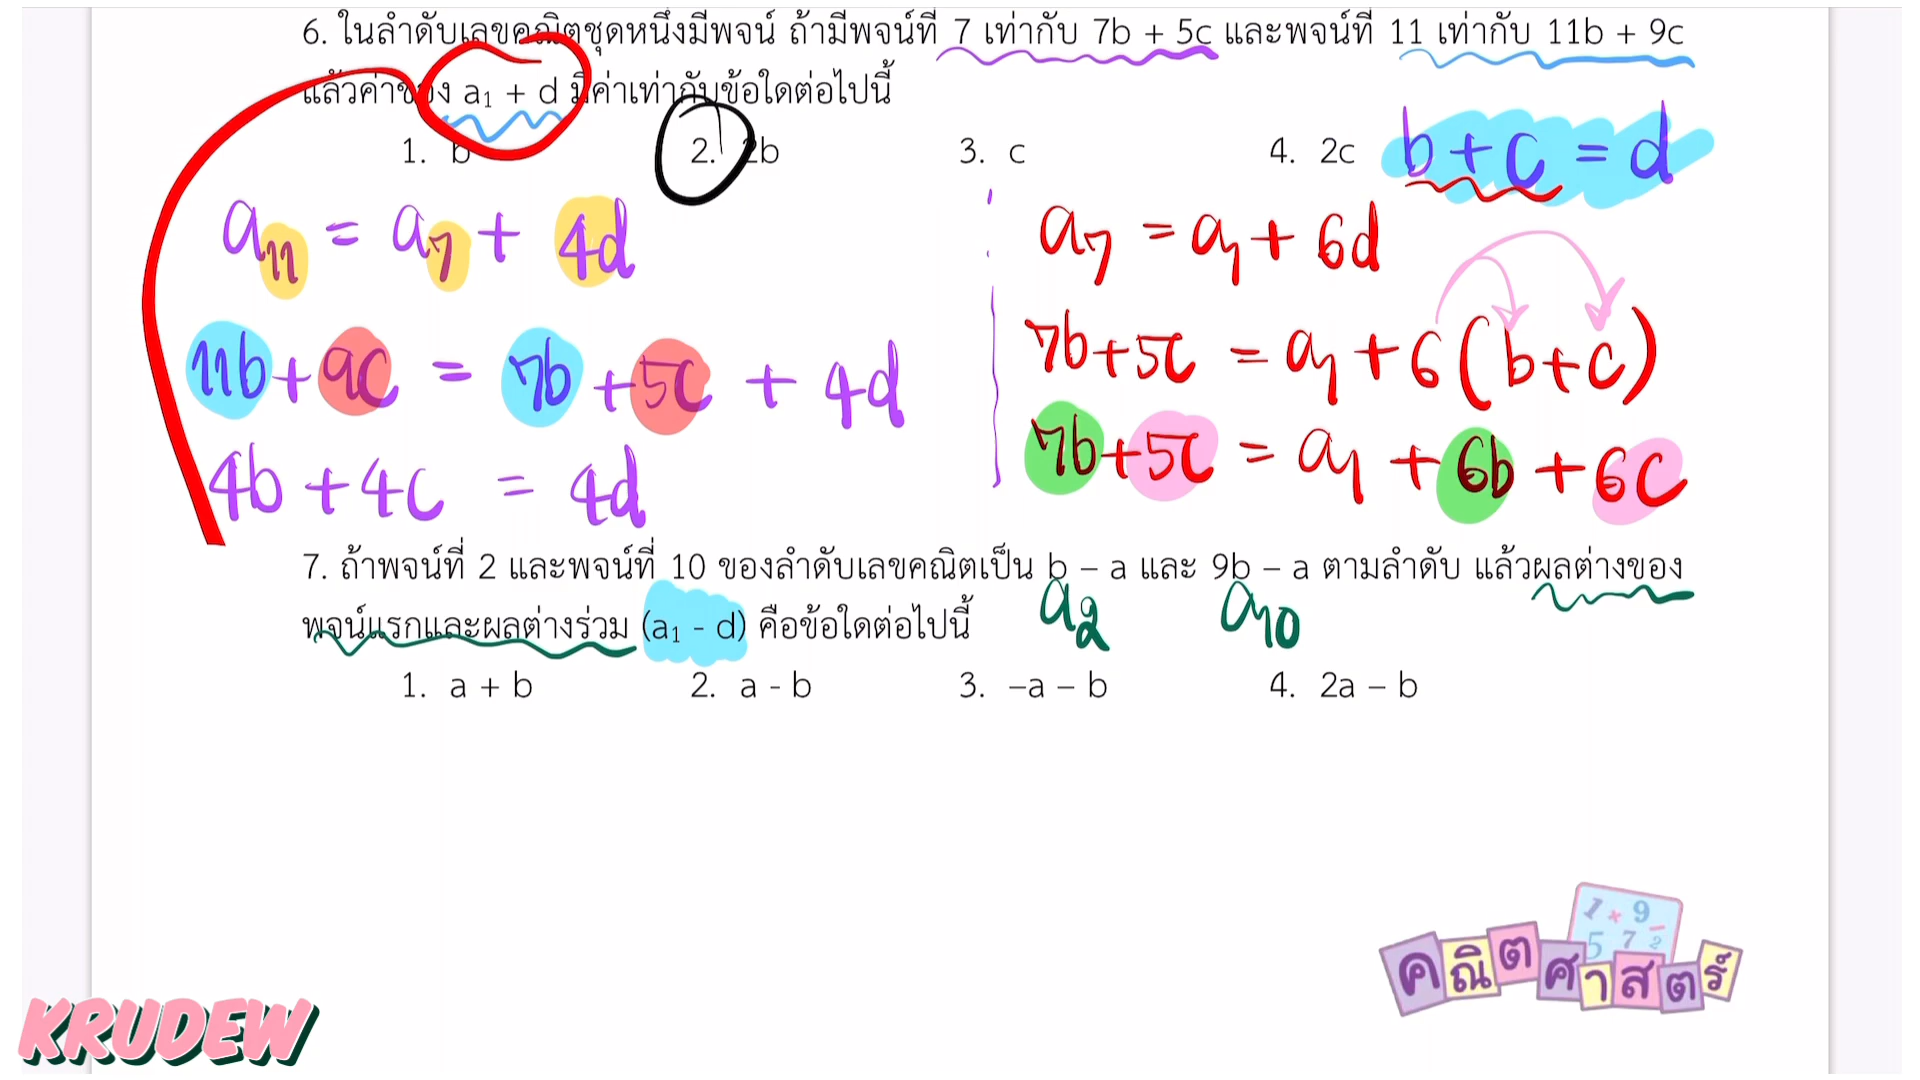 6. ในลำดับเลขคณิตชุดหนึ่งมีพจน์ ถ้ามีพจน์ที่ 7 เท่ากับ 7b + 5c และพจน์ที่ 11 เท่ากับ 11b + 9c
แล้วค่าของ a₁ + d มีค่าเท่ากับข้อใดต่อไปนี้
1. b 2. 2b 3. c 4. 2c b + c = d
a₁₁ = a₇ + 4d
a₇ = a₁ + 6d
11b + 9c = 7b + 5c + 4d
7b + 5c = a₁ + 6(b + c)
4b + 4c = 4d
7b + 5c = a₁ + 6b + 6c
7. ถ้าพจน์ที่ 2 และพจน์ที่ 10 ของลำดับเลขคณิตเป็น b – a และ 9b – a ตามลำดับ แล้วผลต่างของ
พจน์แรกและผลต่างร่วม (a₁ - d) คือข้อใดต่อไปนี้ a₂ a₁₀
1. a + b 2. a - b 3. –a – b 4. 2a – b
1 × 9
5 7 2
คณิตศาสตร์
KRUDEW